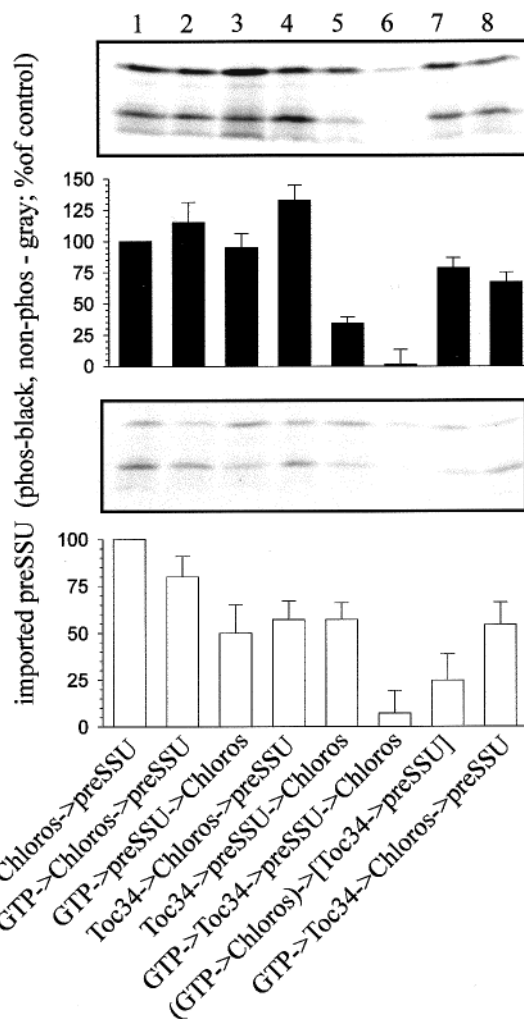 1 2 3 4 5 6 7 8
imported preSSU (phos-black, non-phos - gray; %of control)
150
125
100
75
50
25
0
100
75
50
25
0
Chloros->preSSU
GTP->Chloros->preSSU
GTP->preSSU->Chloros
Toc34->Chloros->preSSU
Toc34->preSSU->Chloros
GTP->Toc34->preSSU->Chloros
(GTP->Chloros)->[Toc34->preSSU]
GTP->Toc34->Chloros->preSSU